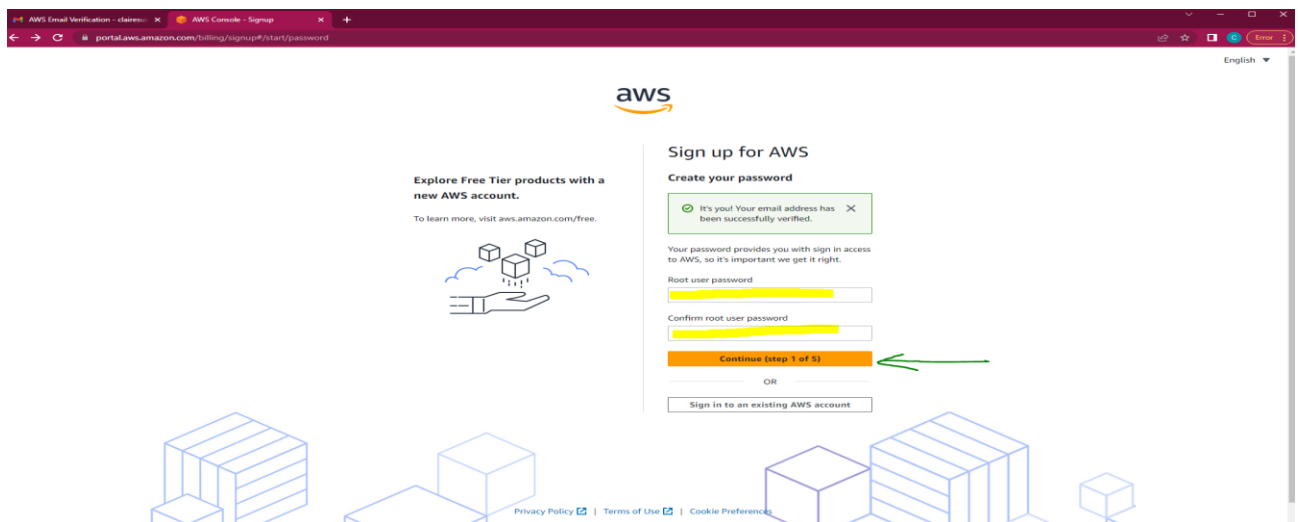 AWS Email Verification - claires
AWS Console - Signup
portal.aws.amazon.com/billing/signup#/start/password
C
Error
English
aws
Sign up for AWS
Explore Free Tier products with a
new AWS account.
To learn more, visit aws.amazon.com/free.
Create your password
It's you! Your email address has
been successfully verified.
Your password provides you with sign in access
to AWS, so it's important we get it right.
Root user password
Confirm root user password
Continue (step 1 of 5)
OR
Sign in to an existing AWS account
Privacy Policy | Terms of Use | Cookie Preferences